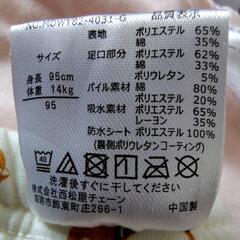 品質表示
サイズ
身長 95cm
体重 14kg
95
表地 ポリエステル 65%
綿 35%
足口部分 ポリエステル 62%
綿 33%
ポリウレタン 5%
パイル素材 綿 80%
ポリエステル 20%
吸水素材 ポリエステル 65%
レーヨン 35%
防水シート ポリエステル 100%
(裏側ポリウレタンコーティング)
40
洗濯後すぐに干して下さい
株式会社西松屋チェーン
姫路市飾東町庄266-1
中国製